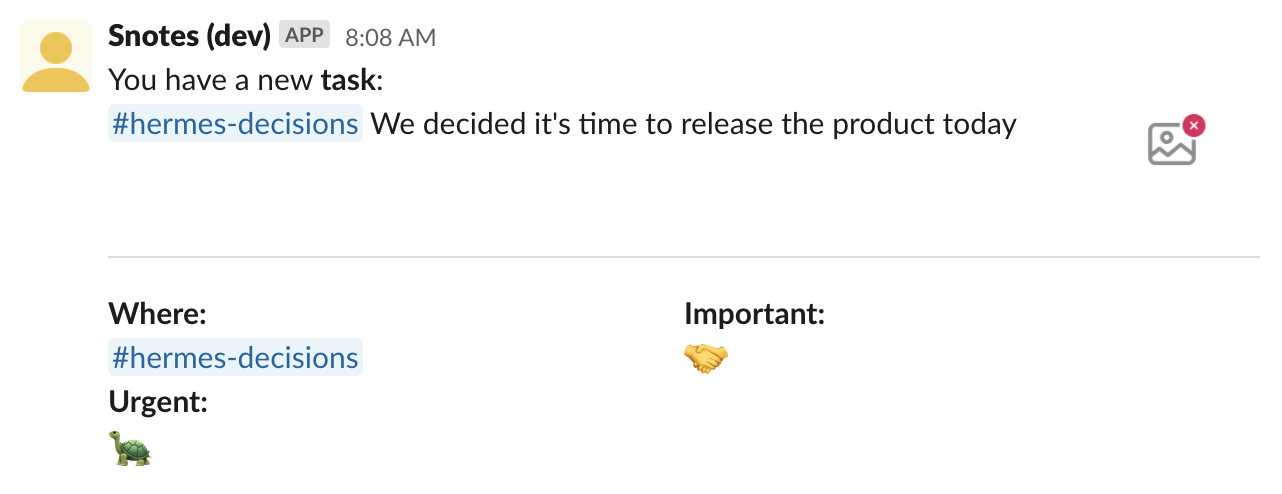 Snotes (dev) APP 8:08 AM
You have a new task:
#hermes-decisions We decided it's time to release the product today
Where:
#hermes-decisions
Important:
🤝
Urgent:
🐢